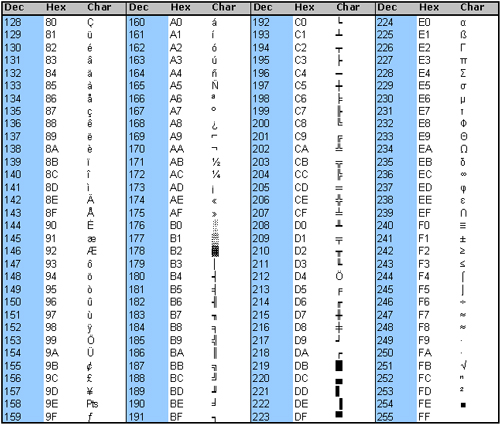 Dec Hex Char Dec Hex Char Dec Hex Char Dec Hex Char
128 80 Ç 160 A0 á 192 C0 └ 224 E0 α
129 81 ü 161 A1 í 193 C1 ┴ 225 E1 ß
130 82 é 162 A2 ó 194 C2 ┬ 226 E2 Γ
131 83 â 163 A3 ú 195 C3 ├ 227 E3 π
132 84 ä 164 A4 ñ 196 C4 ─ 228 E4 Σ
133 85 à 165 A5 Ñ 197 C5 ┼ 229 E5 σ
134 86 å 166 A6 ª 198 C6 ╞ 230 E6 µ
135 87 ç 167 A7 º 199 C7 ╟ 231 E7 τ
136 88 ê 168 A8 ¿ 200 C8 ╚ 232 E8 Φ
137 89 ë 169 A9 ⌐ 201 C9 ╔ 233 E9 Θ
138 8A è 170 AA ¬ 202 CA ╩ 234 EA Ω
139 8B ï 171 AB ½ 203 CB ╦ 235 EB δ
140 8C î 172 AC ¼ 204 CC ╠ 236 EC ∞
141 8D ì 173 AD ¡ 205 CD ═ 237 ED φ
142 8E Ä 174 AE « 206 CE ╬ 238 EE ε
143 8F Å 175 AF » 207 CF ╧ 239 EF ∩
144 90 É 176 B0 ░ 208 D0 ╨ 240 F0 ≡
145 91 æ 177 B1 ▒ 209 D1 ╤ 241 F1 ±
146 92 Æ 178 B2 ▓ 210 D2 ╥ 242 F2 ≥
147 93 ô 179 B3 │ 211 D3 ╙ 243 F3 ≤
148 94 ö 180 B4 ┤ 212 D4 Ö 244 F4 ⌠
149 95 ò 181 B5 ╡ 213 D5 ╒ 245 F5 ⌡
150 96 û 182 B6 ╢ 214 D6 ╓ 246 F6 ÷
151 97 ù 183 B7 ╖ 215 D7 ╫ 247 F7 ≈
152 98 ÿ 184 B8 ╕ 216 D8 ╪ 248 F8 ≈
153 99 Ö 185 B9 ╣ 217 D9 ┘ 249 F9 ·
154 9A Ü 186 BA ║ 218 DA ┌ 250 FA ·
155 9B ¢ 187 BB ╗ 219 DB █ 251 FB √
156 9C £ 188 BC ╝ 220 DC ▄ 252 FC ⁿ
157 9D ¥ 189 BD ╜ 221 DD ▌ 253 FD ²
158 9E Pts 190 BE ╛ 222 DE ▐ 254 FE ■
159 9F ƒ 191 BF ┐ 223 DF ▀ 255 FF